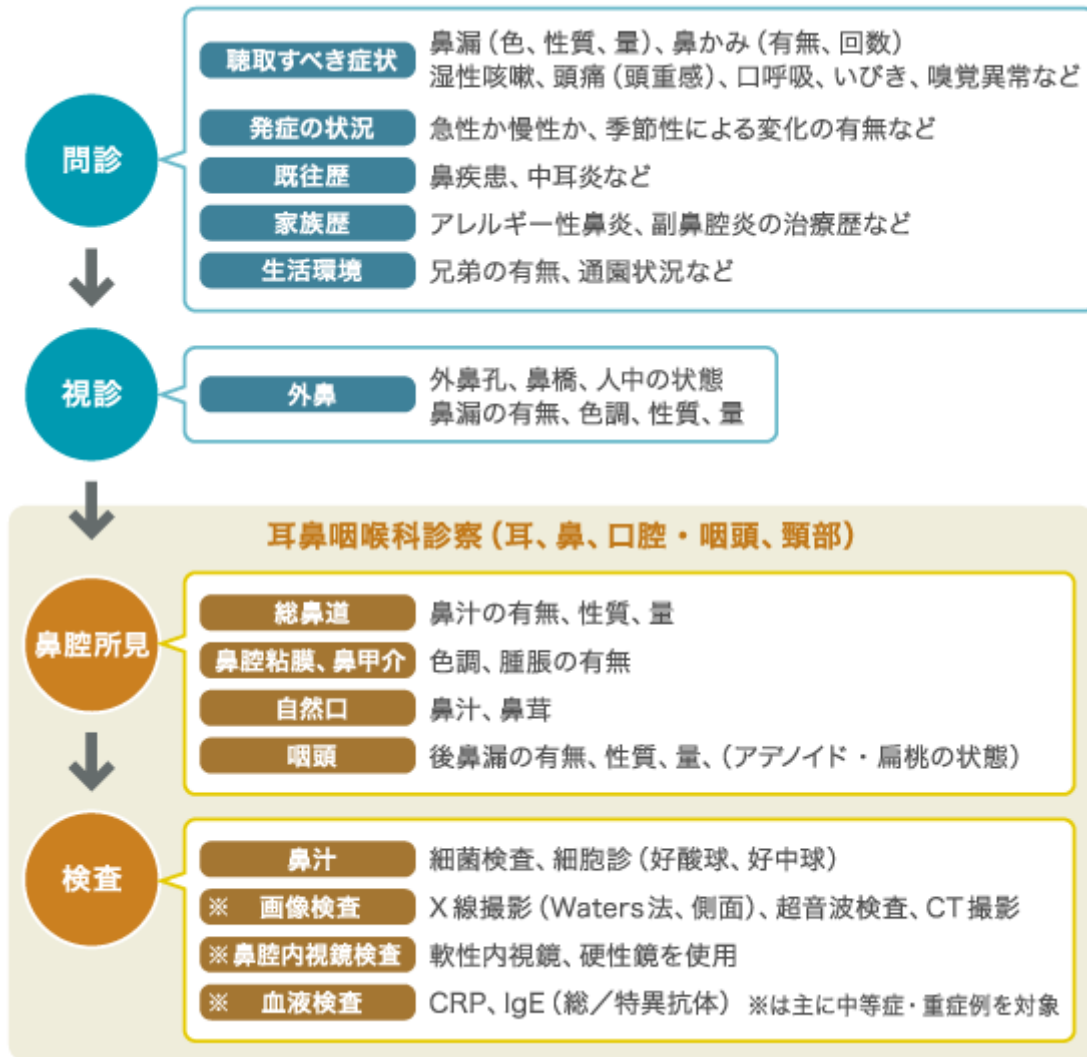 問診
聴取すべき症状
鼻漏（色、性質、量）、鼻かみ（有無、回数）
湿性咳嗽、頭痛（頭重感）、口呼吸、いびき、嗅覚異常など
発症の状況
急性か慢性か、季節性による変化の有無など
既往歴
鼻疾患、中耳炎など
家族歴
アレルギー性鼻炎、副鼻腔炎の治療歴など
生活環境
兄弟の有無、通園状況など
視診
外鼻
外鼻孔、鼻橋、人中の状態
鼻漏の有無、色調、性質、量
耳鼻咽喉科診察（耳、鼻、口腔・咽頭、頸部）
鼻腔所見
総鼻道
鼻汁の有無、性質、量
鼻腔粘膜、鼻甲介
色調、腫脹の有無
自然口
鼻汁、鼻茸
咽頭
後鼻漏の有無、性質、量、（アデノイド・扁桃の状態）
検査
鼻汁
細菌検査、細胞診（好酸球、好中球）
※ 画像検査
X線撮影（Waters法、側面）、超音波検査、CT撮影
※鼻腔内視鏡検査
軟性内視鏡、硬性鏡を使用
※ 血液検査
CRP、IgE（総／特異抗体） ※は主に中等症・重症例を対象